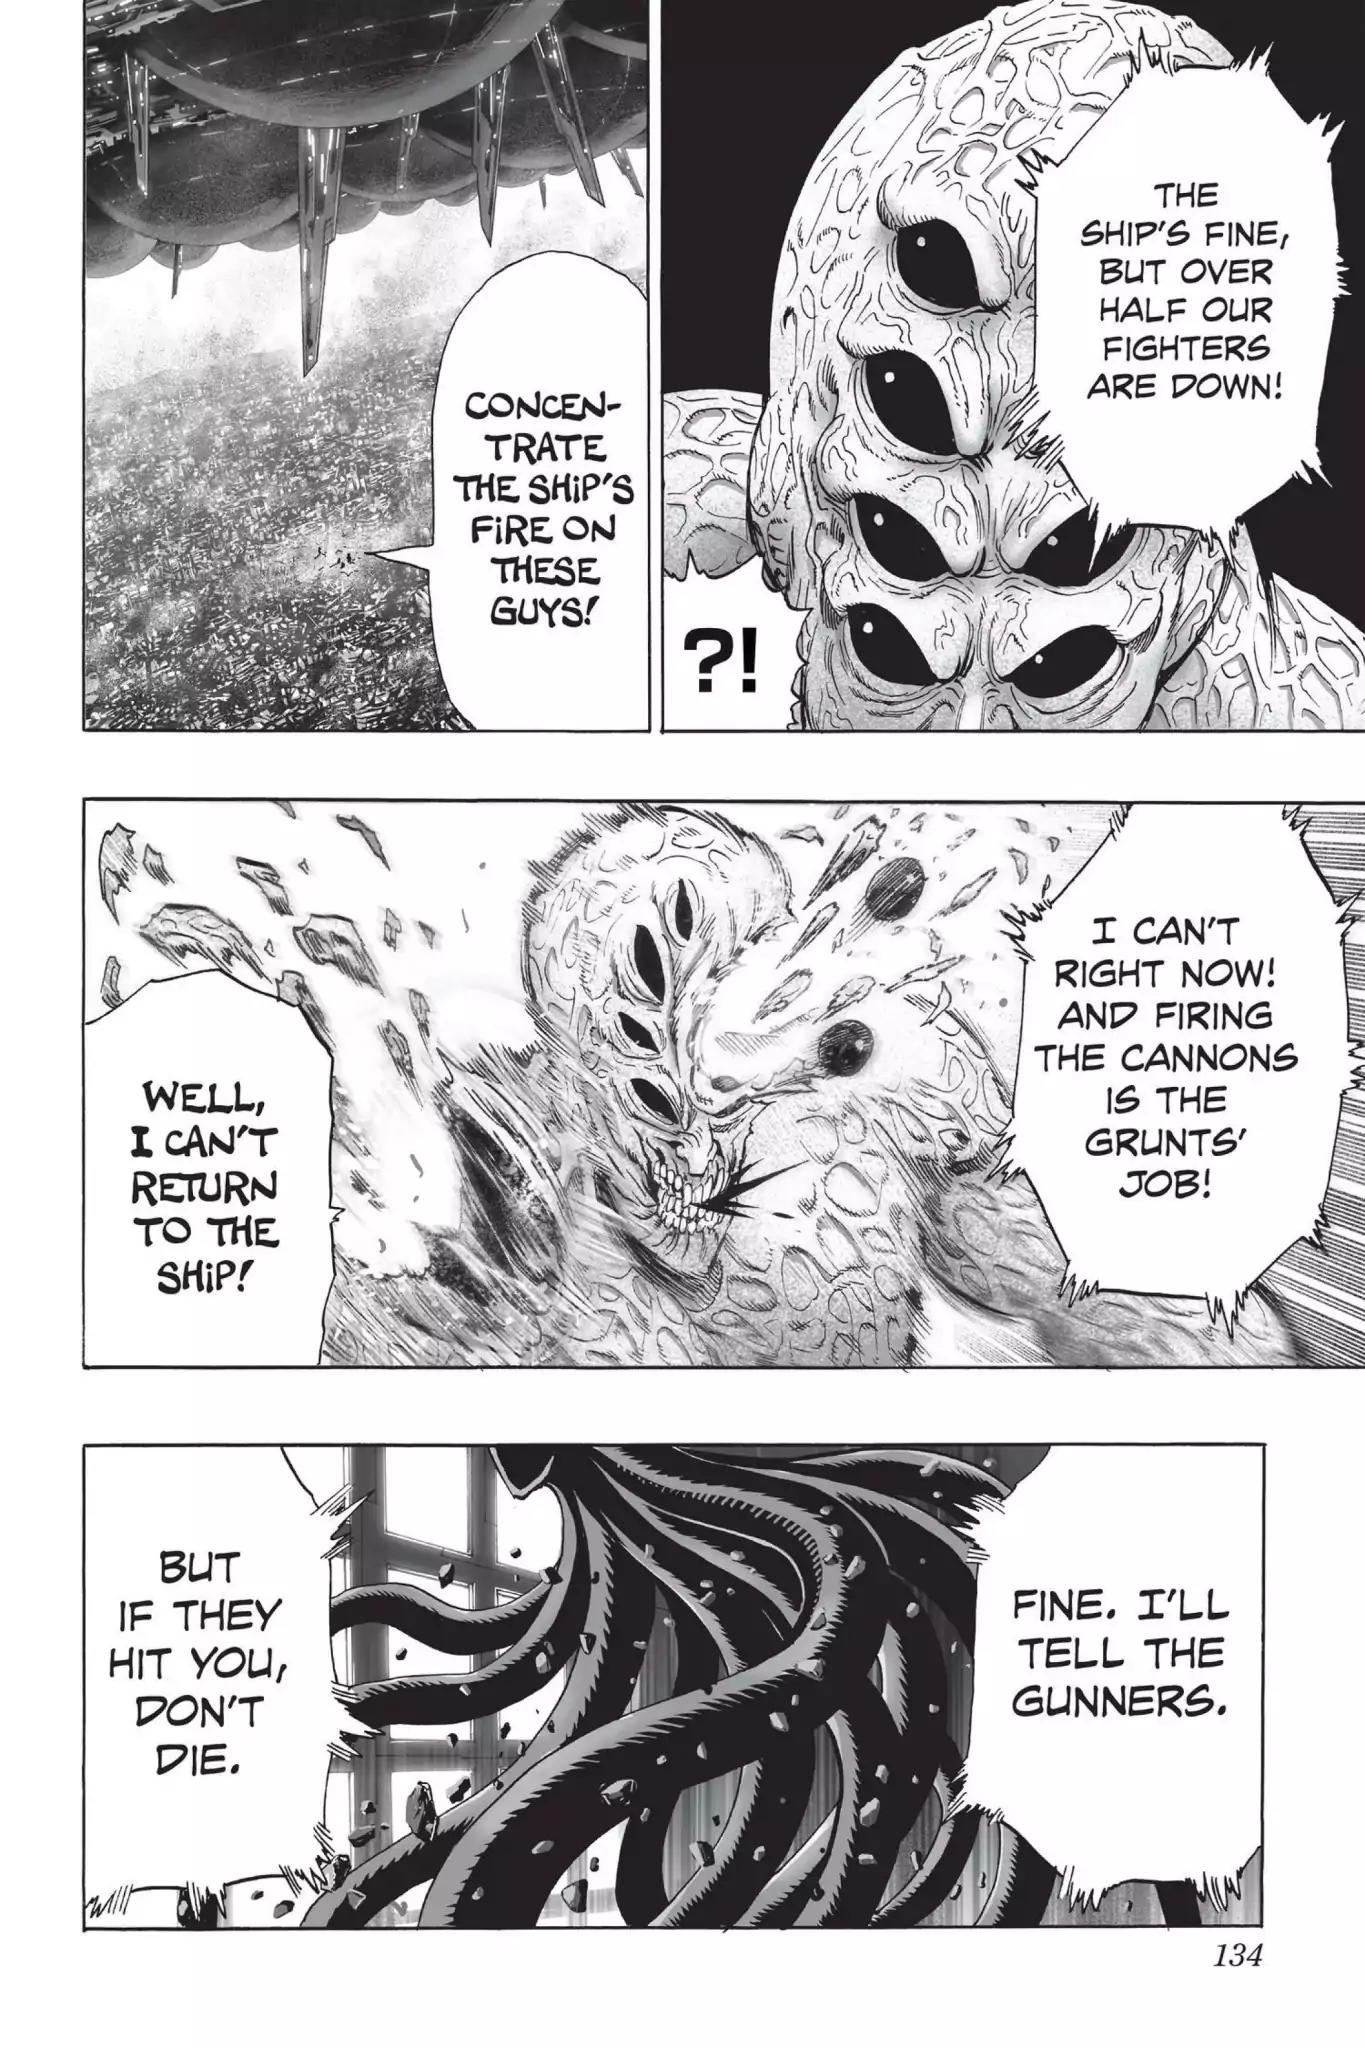 THE
SHIP'S FINE,
BUT OVER
HALF OUR
FIGHTERS
ARE DOWN!
?!
CONCEN-
TRATE
THE SHIP'S
FIRE ON
THESE
GUYS!
I CAN'T
RIGHT NOW!
AND FIRING
THE CANNONS
IS THE
GRUNTS'
JOB!
WELL,
I CAN'T
RETURN
TO THE
SHIP!
FINE. I'LL
TELL THE
GUNNERS.
BUT
IF THEY
HIT YOU,
DON'T
DIE.
134